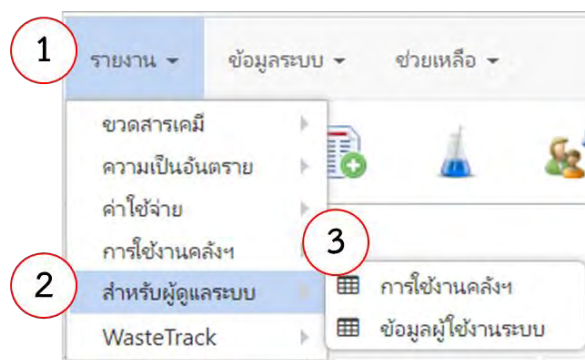 1
รายงาน ข้อมูลระบบ ช่วยเหลือ
ขวดสารเคมี
ความเป็นอันตราย
ค่าใช้จ่าย
การใช้งานคลังฯ
3
2
สำหรับผู้ดูแลระบบ
การใช้งานคลังฯ
ข้อมูลผู้ใช้งานระบบ
WasteTrack